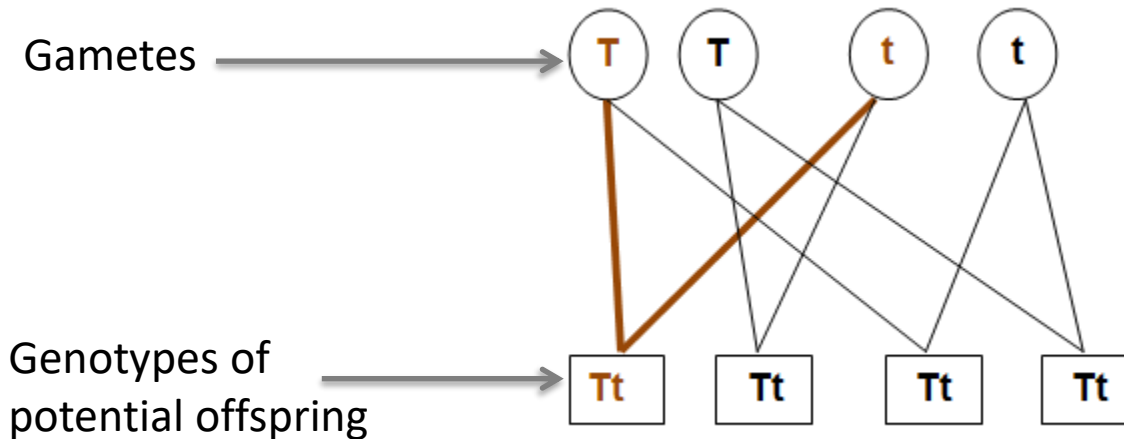 Gametes
T T t t
Genotypes of
potential offspring
Tt Tt Tt Tt